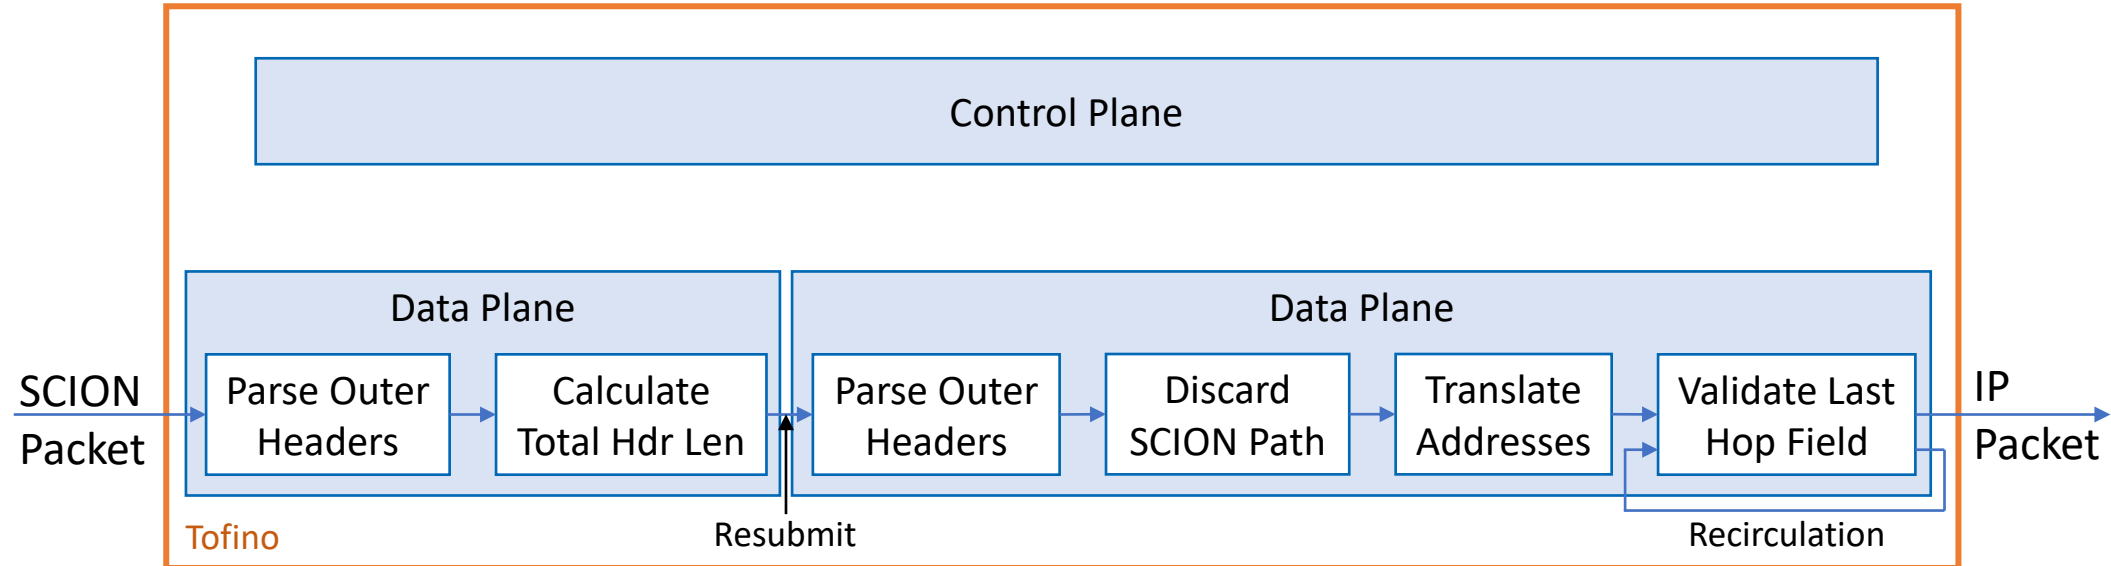 Control Plane
Data Plane
Data Plane
SCION
Packet
Parse Outer
Headers
Calculate
Total Hdr Len
Parse Outer
Headers
Discard
SCION Path
Translate
Addresses
Validate Last
Hop Field
IP
Packet
Tofino
Resubmit
Recirculation